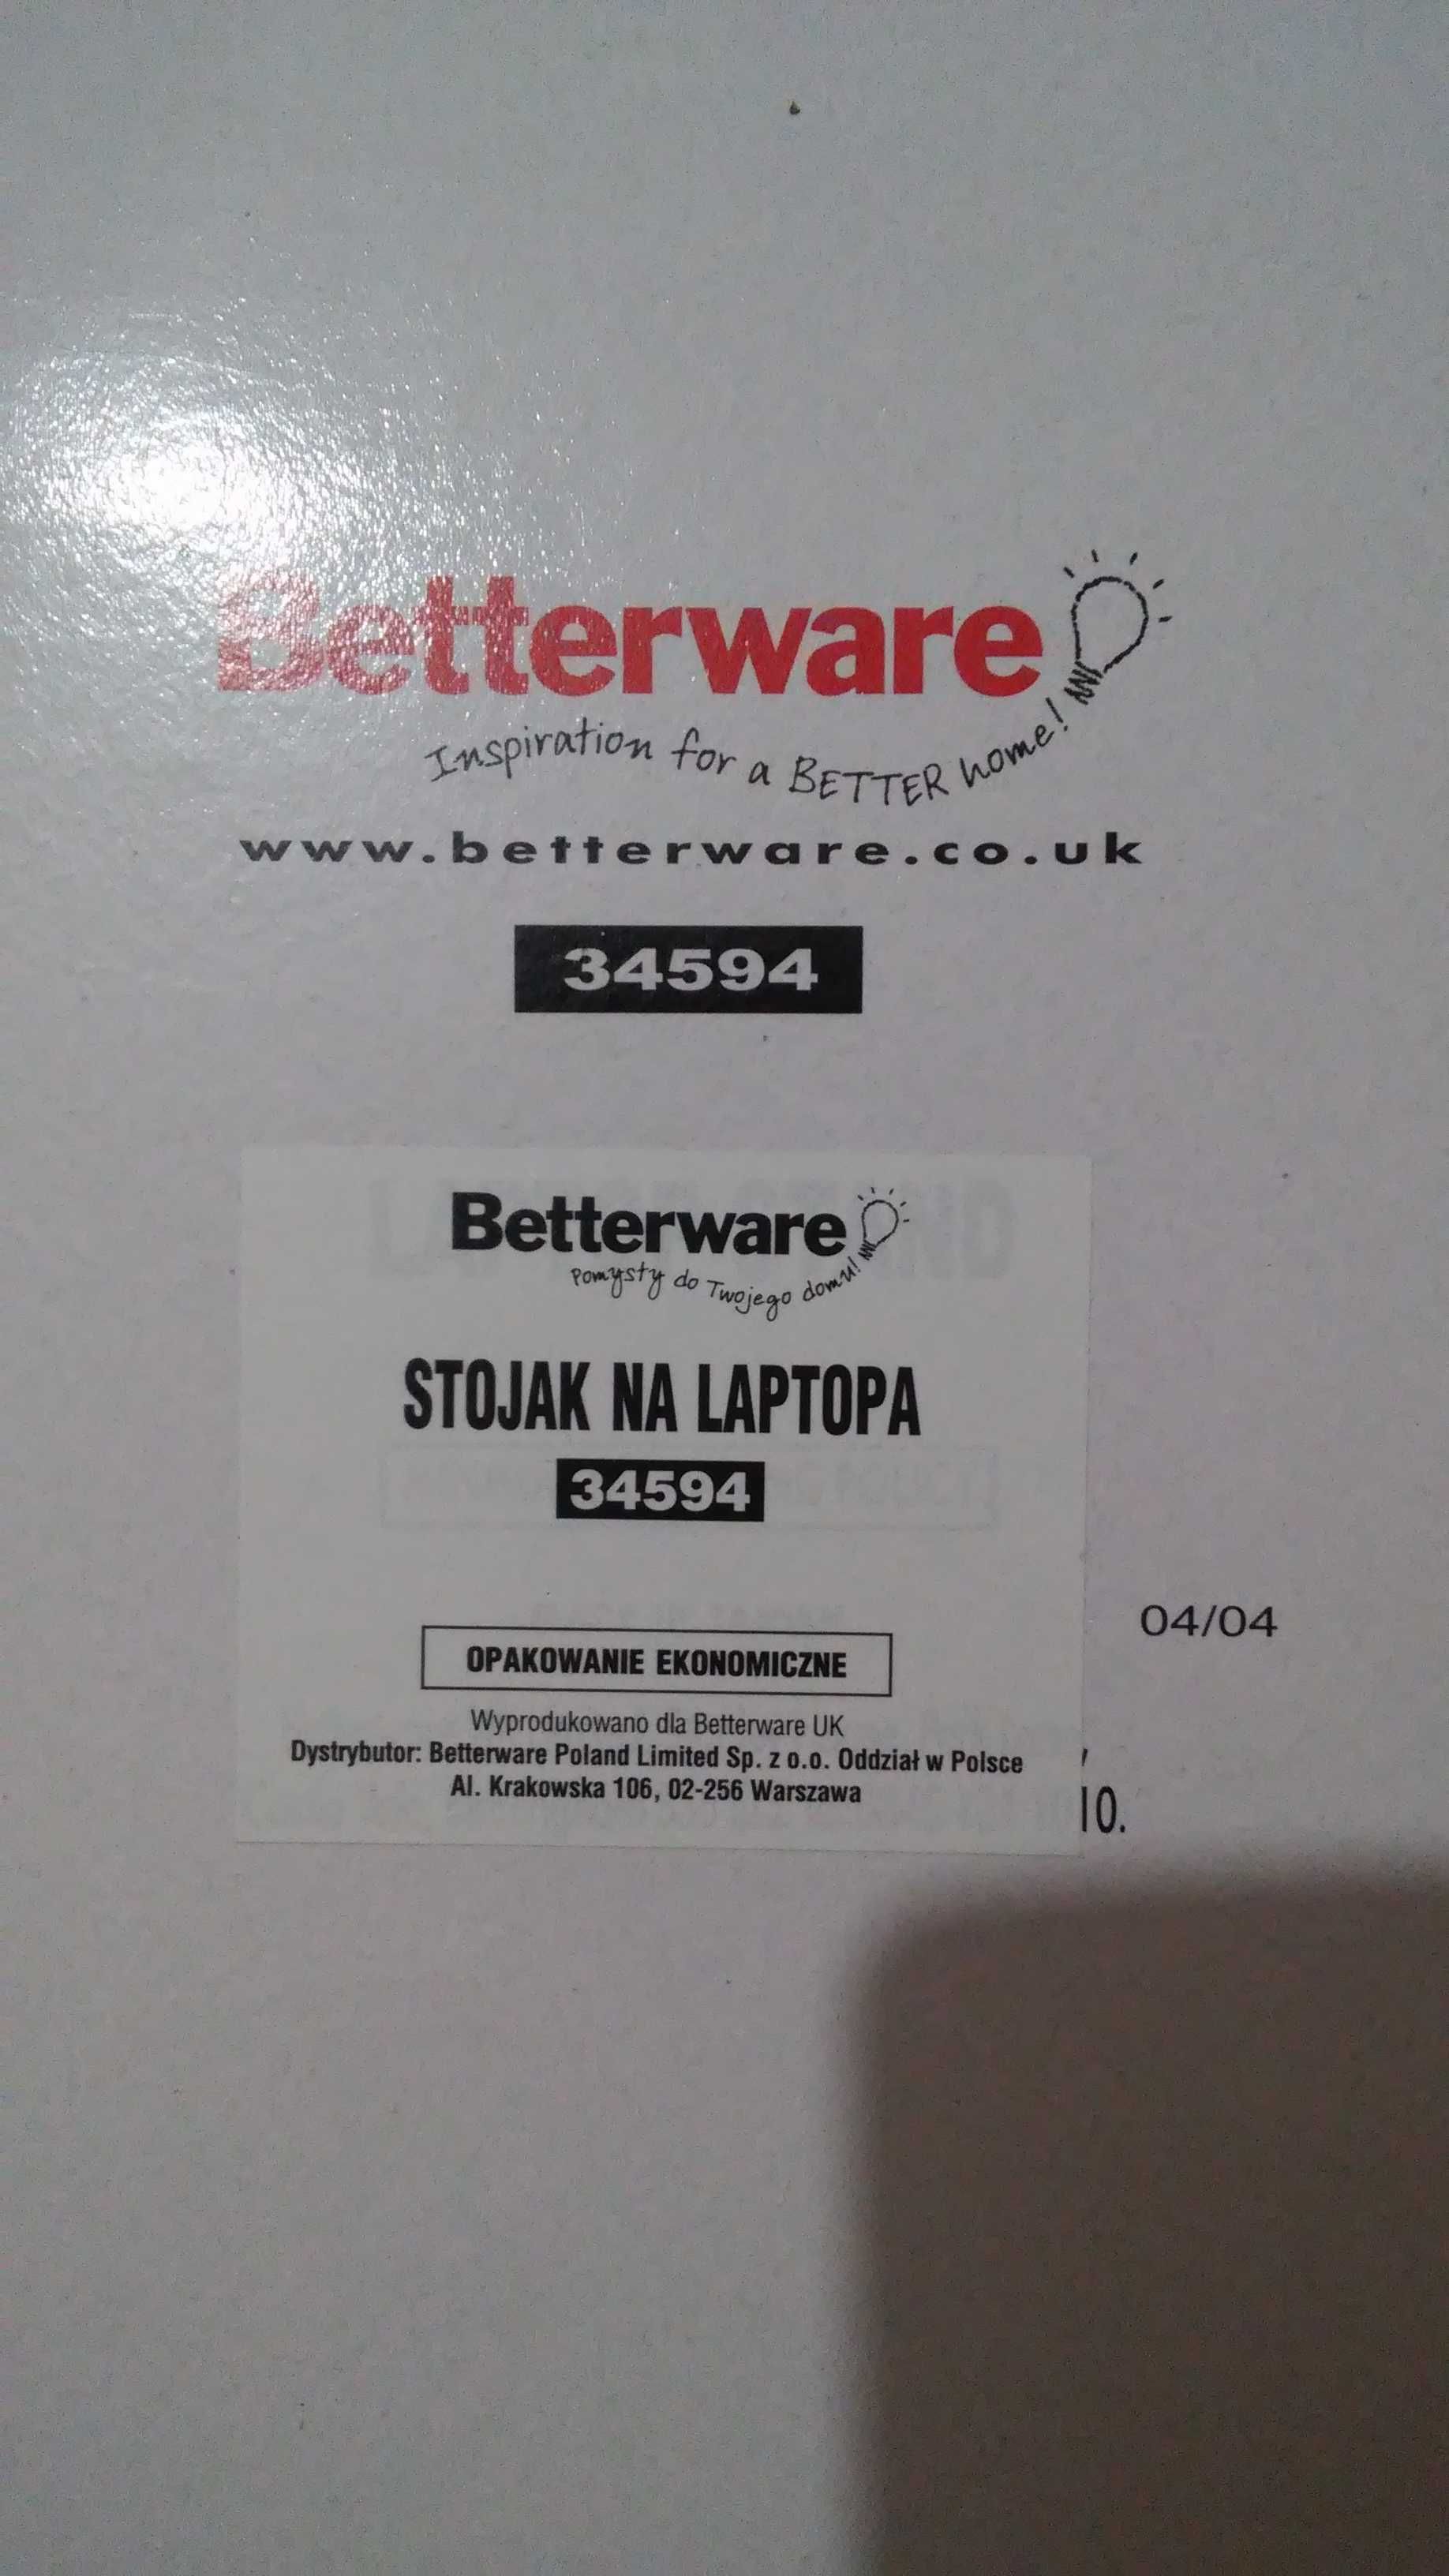 Betterware
Inspiration for a BETTER home!
www.betterware.co.uk
34594
Betterware
Pomysły do Twojego domu!
STOJAK NA LAPTOPA
34594
04/04
OPAKOWANIE EKONOMICZNE
Wyprodukowano dla Betterware UK
Dystrybutor: Betterware Poland Limited Sp. z o.o. Oddział w Polsce
Al. Krakowska 106, 02-256 Warszawa
10.